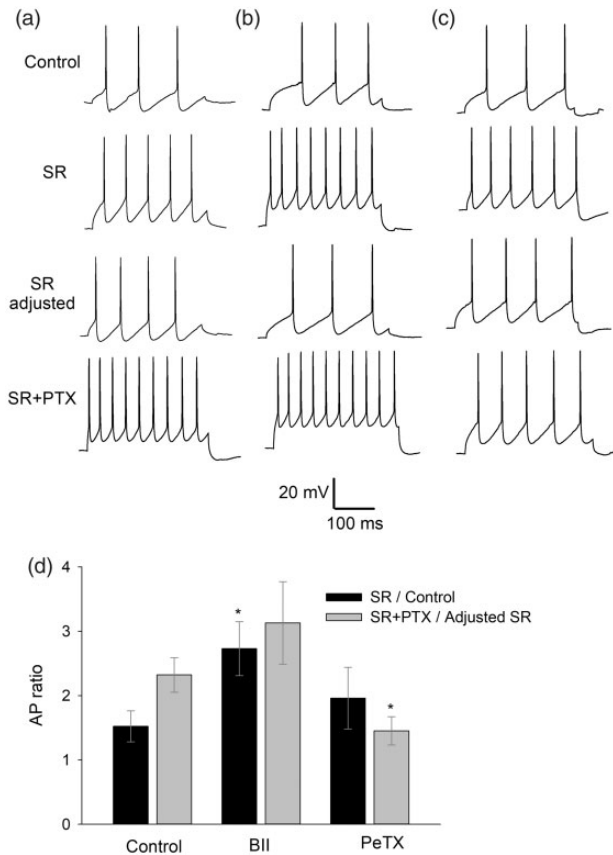 (a) (b) (c)
Control
SR
SR
adjusted
SR+PTX
20 mV
100 ms
(d)
4
3
2
1
0
AP ratio
*
*
SR / Control
SR+PTX / Adjusted SR
Control BII PeTX